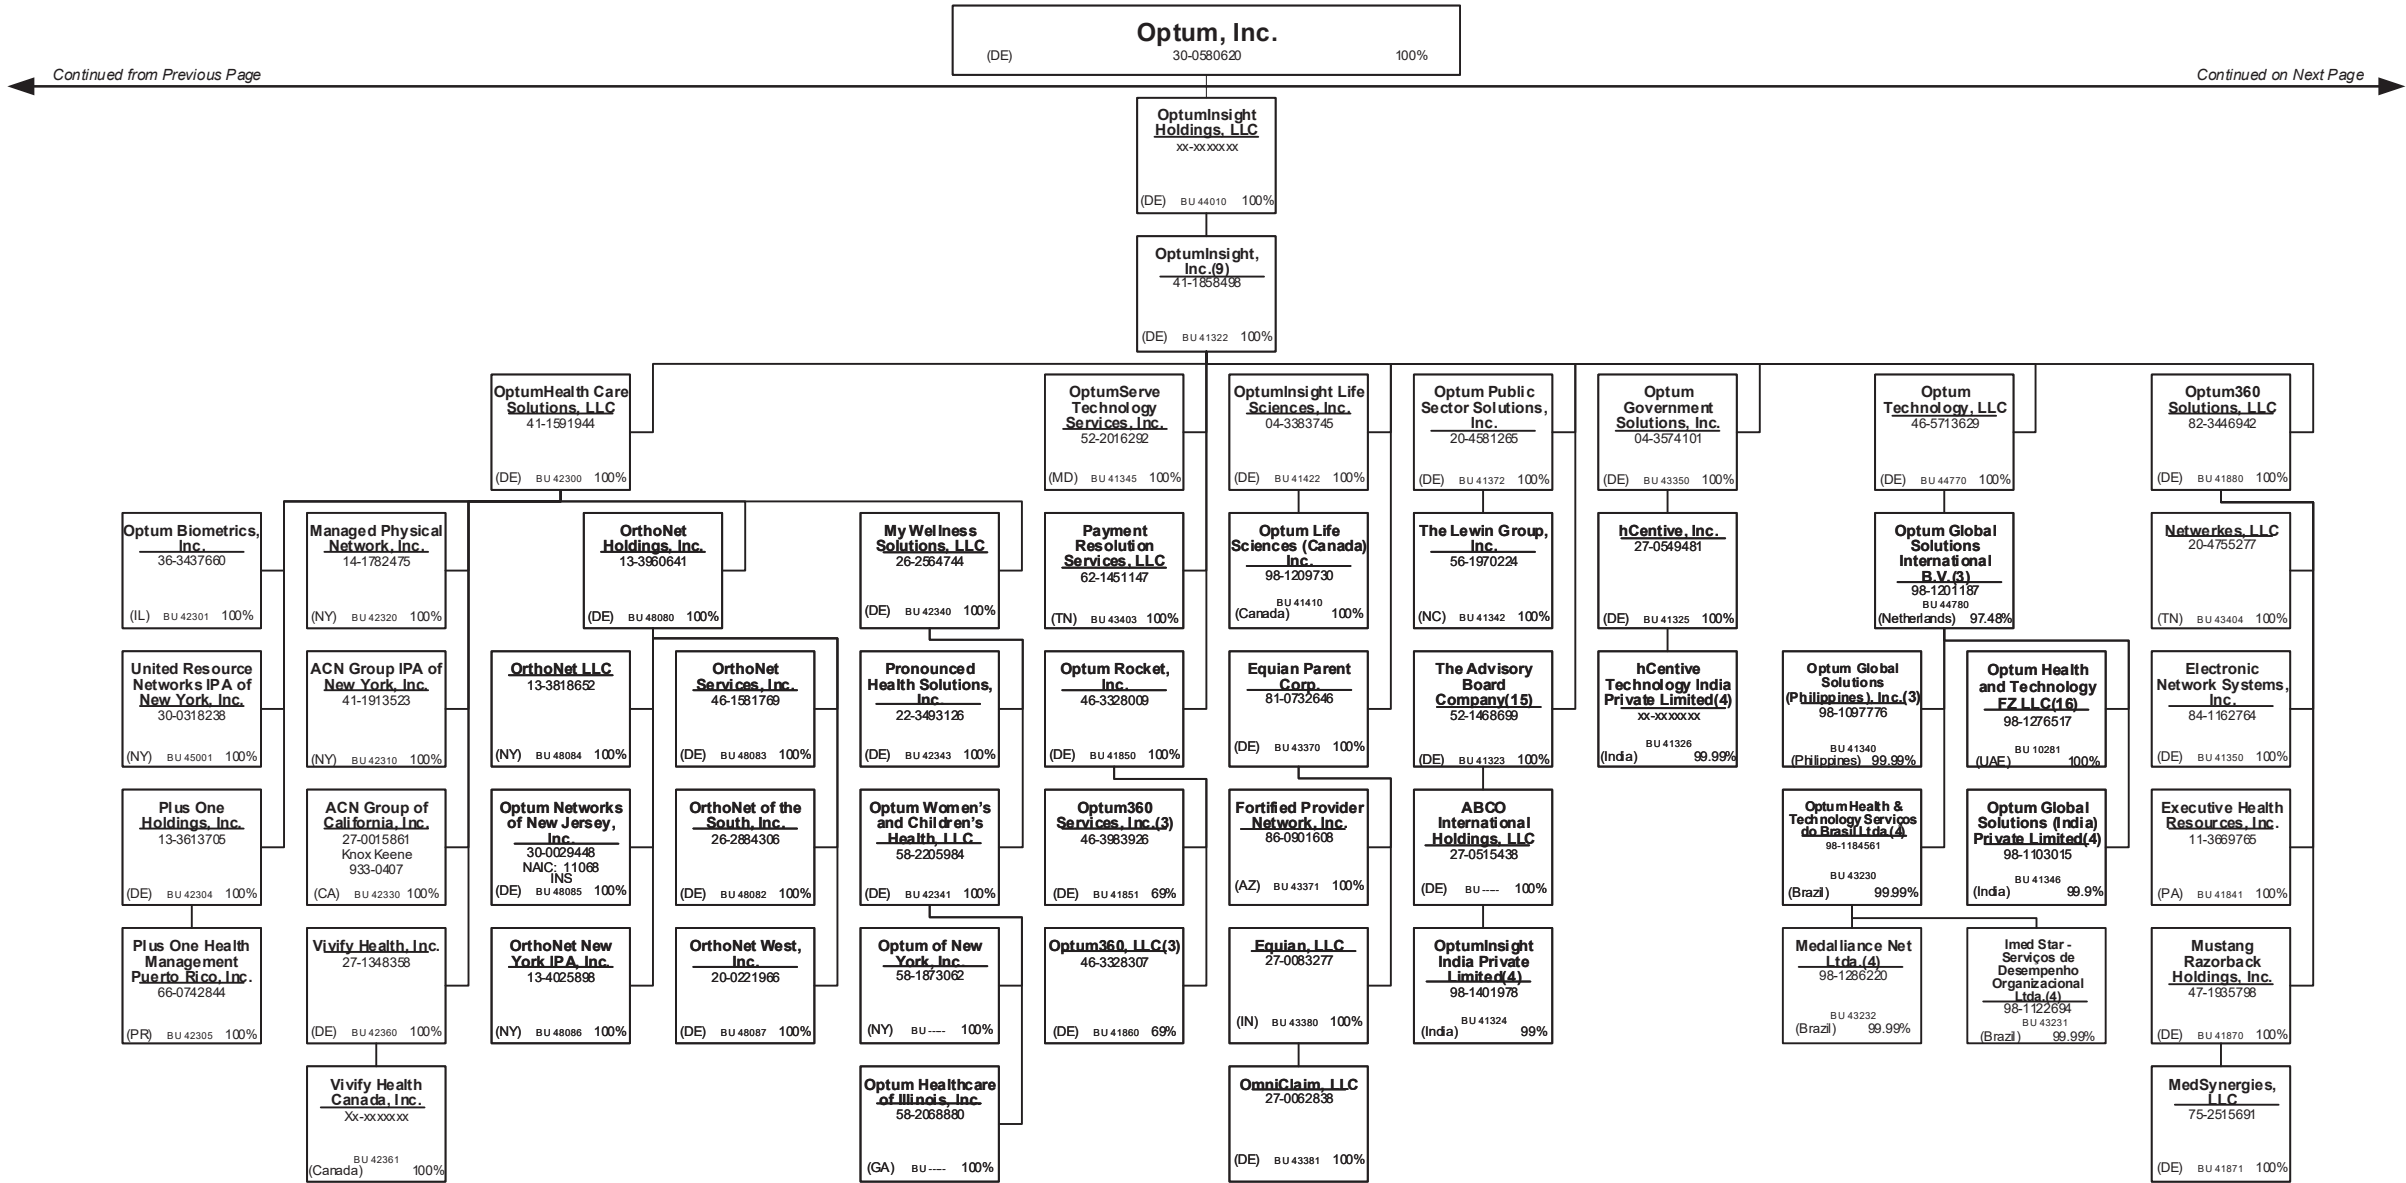 Optum, Inc.
(DE) 30-0580620 100%
Continued from Previous Page
Continued on Next Page
OptumInsight
Holdings, LLC
xx-xxxxxxx
(DE) BU 44010 100%
OptumInsight,
Inc.(9)
41-1858498
(DE) BU 41322 100%
OptumHealth Care
Solutions, LLC
41-1591944
(DE) BU 42300 100%
OptumServe
Technology
Services, Inc.
52-2016292
(MD) BU 41345 100%
OptumInsight Life
Sciences, Inc.
04-3383745
(DE) BU 41422 100%
Optum Public
Sector Solutions,
Inc.
20-4581265
(DE) BU 41372 100%
Optum
Government
Solutions, Inc.
04-3574101
(DE) BU 43350 100%
Optum
Technology, LLC
46-5713629
(DE) BU 44770 100%
Optum360
Solutions, LLC
82-3446942
(DE) BU 41880 100%
Optum Biometrics,
Inc.
36-3437660
(IL) BU 42301 100%
Managed Physical
Network, Inc.
14-1782475
(NY) BU 42320 100%
OrthoNet
Holdings, Inc.
13-3960641
(DE) BU 48080 100%
My Wellness
Solutions, LLC
26-2564744
(DE) BU 42340 100%
Payment
Resolution
Services, LLC
62-1451147
(TN) BU 43403 100%
Optum Life
Sciences (Canada)
Inc.
98-1209730
BU 41410
(Canada) 100%
The Lewin Group,
Inc.
56-1970224
(NC) BU 41342 100%
hCentive, Inc.
27-0549481
(DE) BU 41325 100%
Optum Global
Solutions
International
B.V.(3)
98-1201187
BU 44780
(Netherlands) 97.48%
Netwerkes, LLC
20-4755277
(TN) BU 43404 100%
United Resource
Networks IPA of
New York, Inc.
30-0318238
(NY) BU 45001 100%
ACN Group IPA of
New York, Inc.
41-1913523
(NY) BU 42310 100%
OrthoNet LLC
13-3818652
(NY) BU 48084 100%
OrthoNet
Services, Inc.
46-1581769
(DE) BU 48083 100%
Pronounced
Health Solutions,
Inc.
22-3493126
(DE) BU 42343 100%
Optum Rocket,
Inc.
46-3328009
(DE) BU 41850 100%
Equian Parent
Corp.
81-0732646
(DE) BU 43370 100%
The Advisory
Board
Company(15)
52-1468699
(DE) BU 41323 100%
hCentive
Technology India
Private Limited(4)
xx-xxxxxxx
BU 41326
(India) 99.99%
Optum Global
Solutions
(Philippines), Inc.(3)
98-1097776
BU 41340
(Philippines) 99.99%
Optum Health
and Technology
FZ LLC(16)
98-1276517
BU 10281
(UAE) 100%
Electronic
Network Systems,
Inc.
84-1162764
(DE) BU 41350 100%
Plus One
Holdings, Inc.
13-3613705
(DE) BU 42304 100%
ACN Group of
California, Inc.
27-0015861
Knox Keene
933-0407
(CA) BU 42330 100%
Optum Networks
of New Jersey,
Inc.
30-0029448
NAIC: 11068
INS
(DE) BU 48085 100%
OrthoNet of the
South, Inc.
26-2884306
(DE) BU 48082 100%
Optum Women's
and Children's
Health, LLC
58-2205984
(DE) BU 42341 100%
Optum360
Services, Inc.(3)
46-3983926
(DE) BU 41851 69%
Fortified Provider
Network, Inc.
86-0901608
(AZ) BU 43371 100%
ABCO
International
Holdings, LLC
27-0515438
(DE) BU ---- 100%
Optum Health &
Technology Serviços
do Brasil Ltda.(4)
98-1184561
BU 43230
(Brazil) 99.99%
Optum Global
Solutions (India)
Private Limited(4)
98-1103015
BU 41346
(India) 99.9%
Executive Health
Resources, Inc.
11-3669765
(PA) BU 41841 100%
Plus One Health
Management
Puerto Rico, Inc.
66-0742844
(PR) BU 42305 100%
Vivify Health, Inc.
27-1348358
(DE) BU 42360 100%
OrthoNet New
York IPA, Inc.
13-4025898
(NY) BU 48086 100%
OrthoNet West,
Inc.
20-0221966
(DE) BU 48087 100%
Optum of New
York, Inc.
58-1873062
(NY) BU ---- 100%
Optum360, LLC(3)
46-3328307
(DE) BU 41860 69%
Equian, LLC
27-0083277
(IN) BU 43380 100%
OptumInsight
India Private
Limited(4)
98-1401978
BU 41324
(India) 99%
Medalliance Net
Ltda.(4)
98-1286220
BU 43232
(Brazil) 99.99%
Imed Star -
Serviços de
Desempenho
Organizacional
Ltda.(4)
98-1122694
BU 43231
(Brazil) 99.99%
Mustang
Razorback
Holdings, Inc.
47-1935798
(DE) BU 41870 100%
Vivify Health
Canada, Inc.
Xx-xxxxxxx
BU 42361
(Canada) 100%
Optum Healthcare
of Illinois, Inc.
58-2068880
(GA) BU ---- 100%
OmniClaim, LLC
27-0062838
(DE) BU 43381 100%
MedSynergies,
LLC
75-2515691
(DE) BU 41871 100%